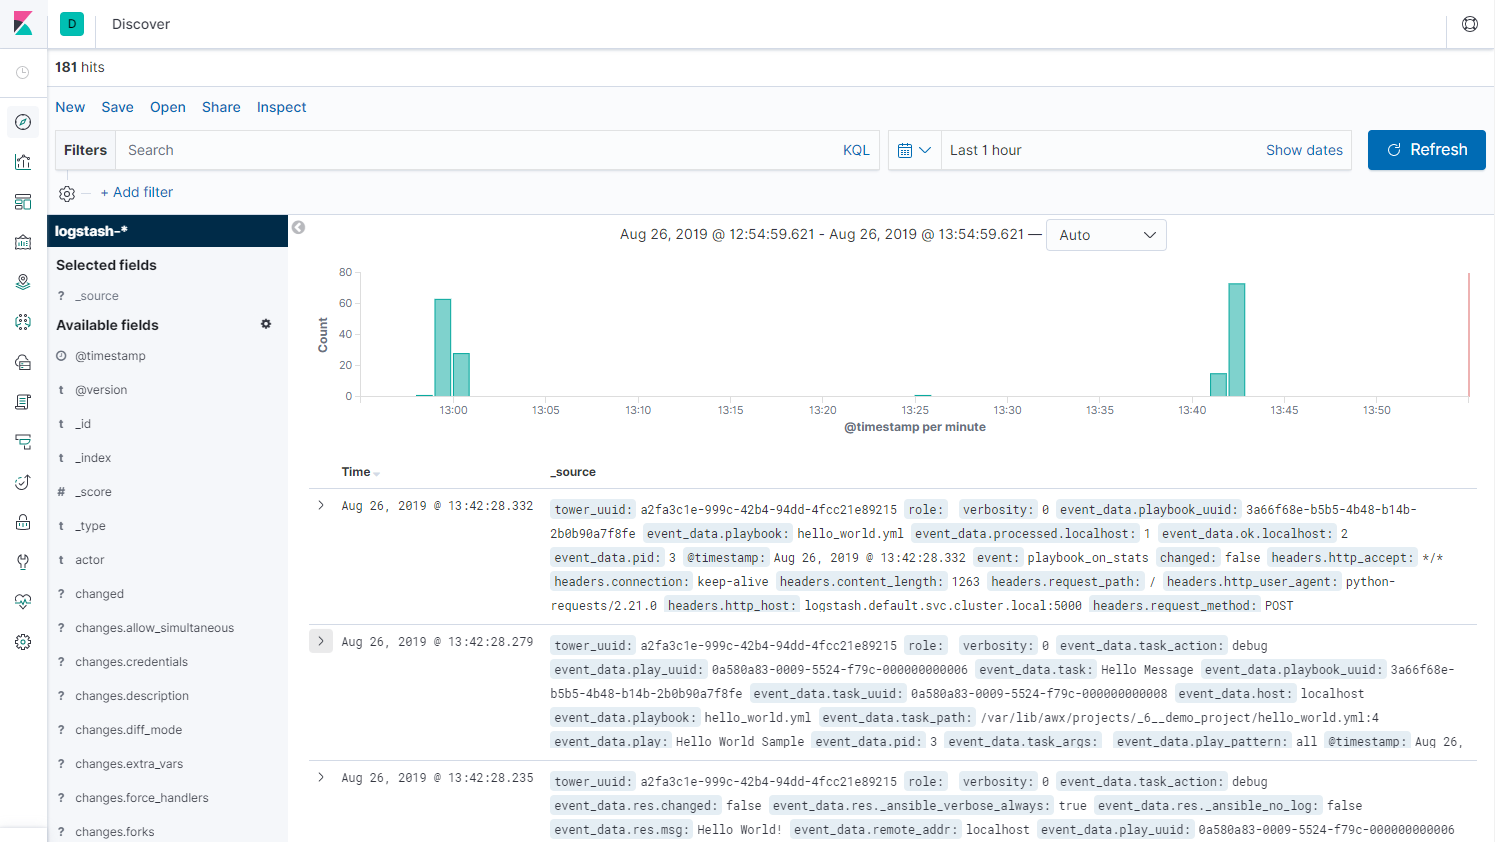 D Discover
181 hits
New Save Open Share Inspect
Filters Search KQL Last 1 hour Show dates Refresh
+ Add filter
logstash-*
Selected fields
? _source
Available fields
@timestamp
t @version
t _id
t _index
# _score
t _type
t actor
? changed
? changes.allow_simultaneous
? changes.credentials
? changes.description
? changes.diff_mode
? changes.extra_vars
? changes.force_handlers
? changes.forks
Aug 26, 2019 @ 12:54:59.621 - Aug 26, 2019 @ 13:54:59.621 — Auto
Count
80
60
40
20
0
13:00 13:05 13:10 13:15 13:20 13:25 13:30 13:35 13:40 13:45 13:50
@timestamp per minute
Time _source
Aug 26, 2019 @ 13:42:28.332 tower_uuid: a2fa3c1e-999c-42b4-94dd-4fcc21e89215 role: verbosity: 0 event_data.playbook_uuid: 3a66f68e-b5b5-4b48-b14b-
2b0b90a7f8fe event_data.playbook: hello_world.yml event_data.processed.localhost: 1 event_data.ok.localhost: 2
event_data.pid: 3 @timestamp: Aug 26, 2019 @ 13:42:28.332 event: playbook_on_stats changed: false headers.http_accept: */*
headers.connection: keep-alive headers.content_length: 1263 headers.request_path: / headers.http_user_agent: python-
requests/2.21.0 headers.http_host: logstash.default.svc.cluster.local:5000 headers.request_method: POST
Aug 26, 2019 @ 13:42:28.279 tower_uuid: a2fa3c1e-999c-42b4-94dd-4fcc21e89215 role: verbosity: 0 event_data.task_action: debug
event_data.play_uuid: 0a580a83-0009-5524-f79c-000000000006 event_data.task: Hello Message event_data.playbook_uuid: 3a66f68e-
b5b5-4b48-b14b-2b0b90a7f8fe event_data.task_uuid: 0a580a83-0009-5524-f79c-000000000008 event_data.host: localhost
event_data.playbook: hello_world.yml event_data.task_path: /var/lib/awx/projects/_6__demo_project/hello_world.yml:4
event_data.play: Hello World Sample event_data.pid: 3 event_data.task_args: event_data.play_pattern: all @timestamp: Aug 26,
Aug 26, 2019 @ 13:42:28.235 tower_uuid: a2fa3c1e-999c-42b4-94dd-4fcc21e89215 role: verbosity: 0 event_data.task_action: debug
event_data.res.changed: false event_data.res._ansible_verbose_always: true event_data.res._ansible_no_log: false
event_data.res.msg: Hello World! event_data.remote_addr: localhost event_data.play_uuid: 0a580a83-0009-5524-f79c-000000000006